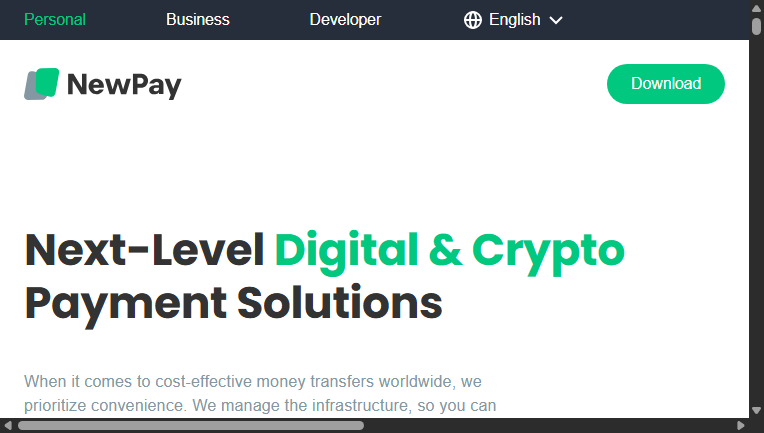 Personal Business Developer English
NewPay
Download
Next-Level Digital & Crypto
Payment Solutions
When it comes to cost-effective money transfers worldwide, we
prioritize convenience. We manage the infrastructure, so you can